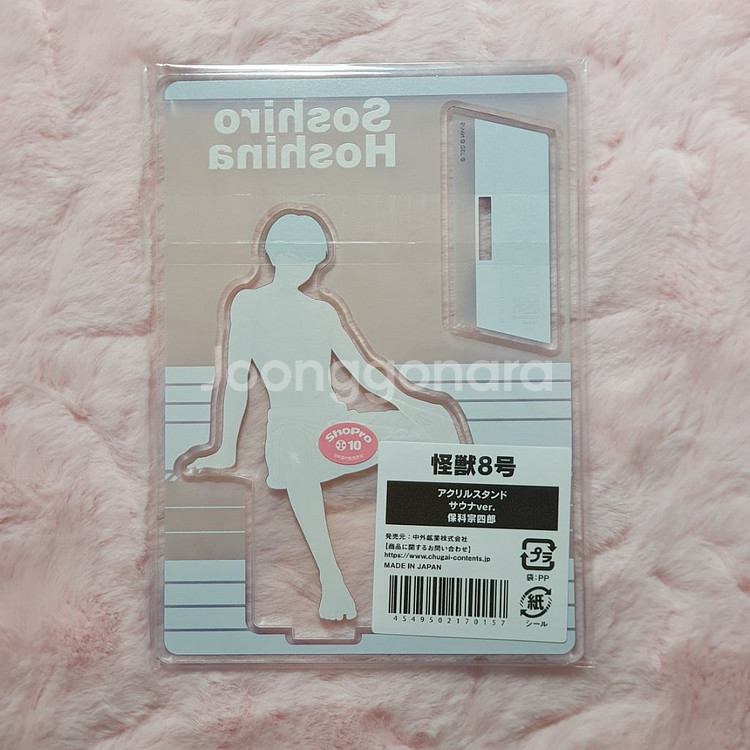 Soshiro
Hoshina
Joonggonara
ShoPro
10
怪獣8号
アクリルスタンド
サウナver.
保科宗四郎
発売元：中外鉱業株式会社
【商品に関するお問い合わせ】
https://www.chugai-contents.jp
MADE IN JAPAN
4549502170157
プラ
袋:PP
紙
シール